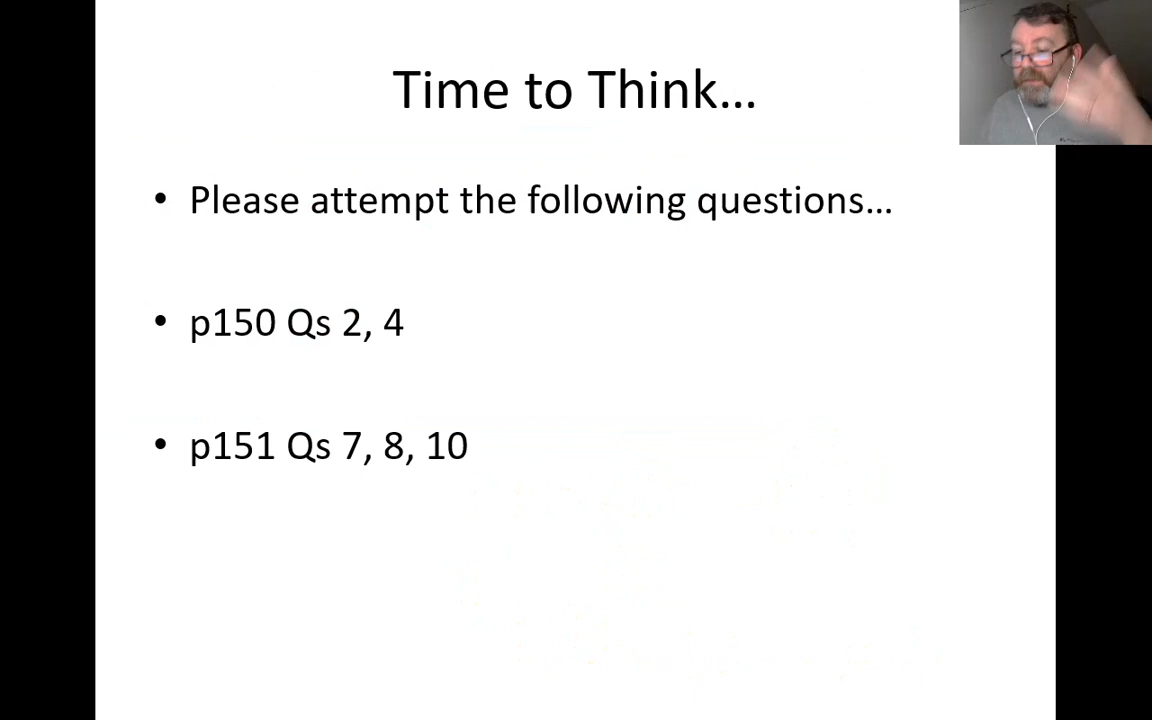 Time to Think…
• Please attempt the following questions…
• p150 Qs 2, 4
• p151 Qs 7, 8, 10